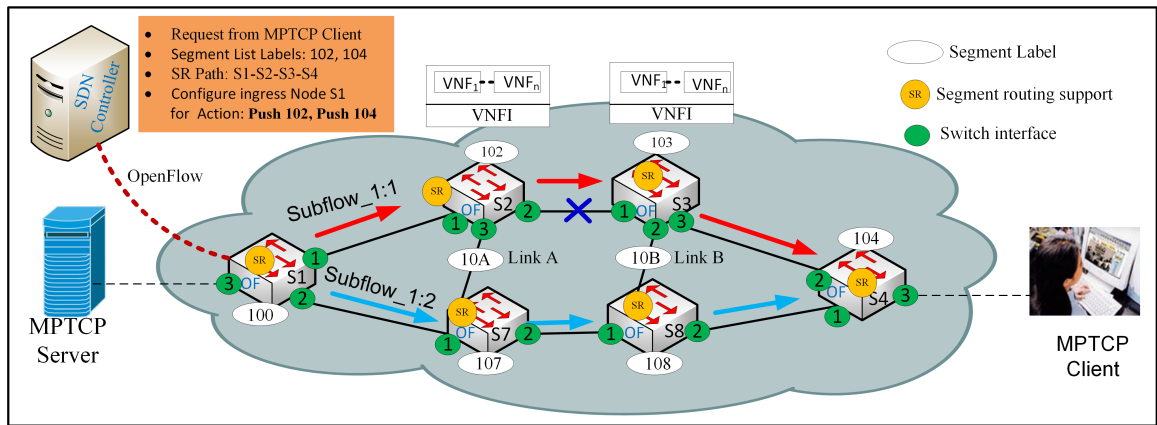 Request from MPTCP Client
Segment List Labels: 102, 104
SR Path: S1-S2-S3-S4
Configure ingress Node S1
for Action: Push 102, Push 104
SDN
Controller
OpenFlow
MPTCP
Server
VNF1 VNFn
VNFI
VNF1 VNFn
VNFI
Segment Label
SR Segment routing support
Switch interface
102
SR
S2
OF
1
2
3
103
SR
S3
OF
1
2
3
Subflow_1:1
Subflow_1:2
10A Link A
10B Link B
SR
S1
OF
1
2
3
100
SR
S7
OF
1
2
107
SR
S8
OF
1
2
108
104
SR
S4
OF
2
1
3
MPTCP
Client